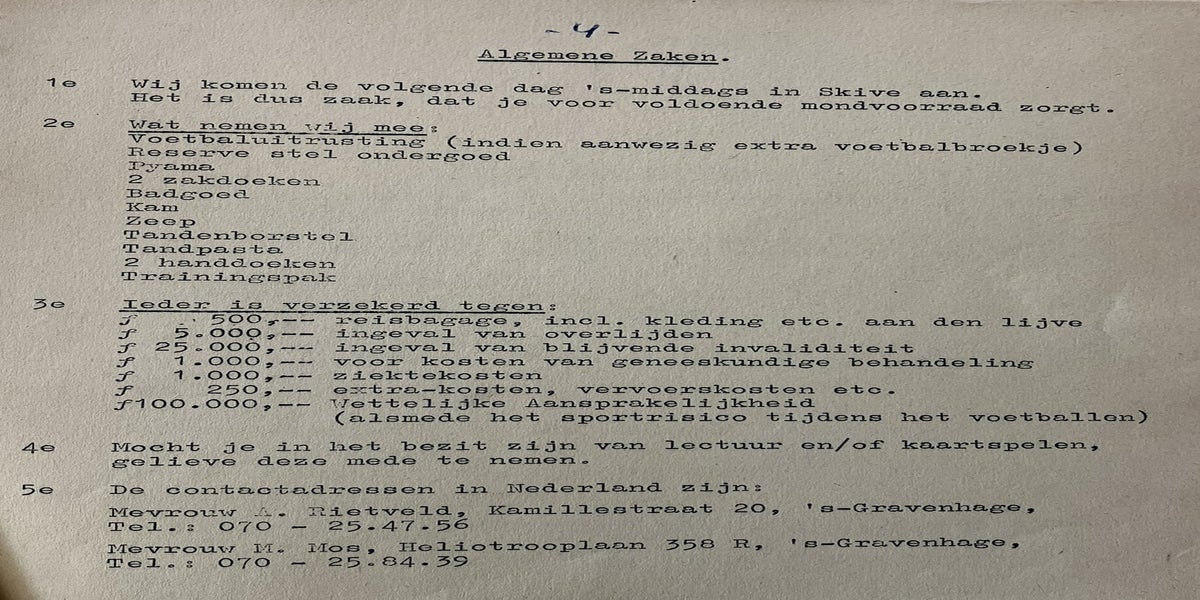 - 4 -
Algemene Zaken.
1e Wij komen de volgende dag 's-middags in Skive aan.
Het is dus zaak, dat je voor voldoende mondvoorraad zorgt.
2e Wat nemen wij mee:
Voetbaluitrusting (indien aanwezig extra voetbalbroekje)
Reserve stel ondergoed
Pyama
2 zakdoeken
Badgoed
Kam
Zeep
Tandenborstel
Tandpasta
2 handdoeken
Trainingspak
3e Ieder is verzekerd tegen:
ƒ 500,-- reisbagage, incl. kleding etc. aan den lijve
ƒ 5.000,-- ingeval van overlijden
ƒ 25.000,-- ingeval van blijvende invaliditeit
ƒ 1.000,-- voor kosten van geneeskundige behandeling
ƒ 1.000,-- ziektekosten
ƒ 250,-- extra-kosten, vervoerskosten etc.
ƒ100.000,-- Wettelijke Aansprakelijkheid
(alsmede het sportrisico tijdens het voetballen)
4e Mocht je in het bezit zijn van lectuur en/of kaartspelen,
gelieve deze mede te nemen.
5e De contactadressen in Nederland zijn:
Mevrouw A. Rietveld, Kamillestraat 20, 's-Gravenhage,
Tel.: 070 - 25.47.56
Mevrouw M. Mos, Heliotrooplaan 358 R, 's-Gravenhage,
Tel.: 070 - 25.84.39